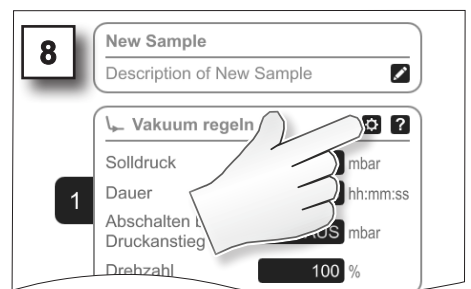 8
New Sample
Description of New Sample
Vakuum regeln
?
Solldruck mbar
1
Dauer hh:mm:ss
Abschalten
Druckanstieg AUS mbar
Drehzahl 100 %